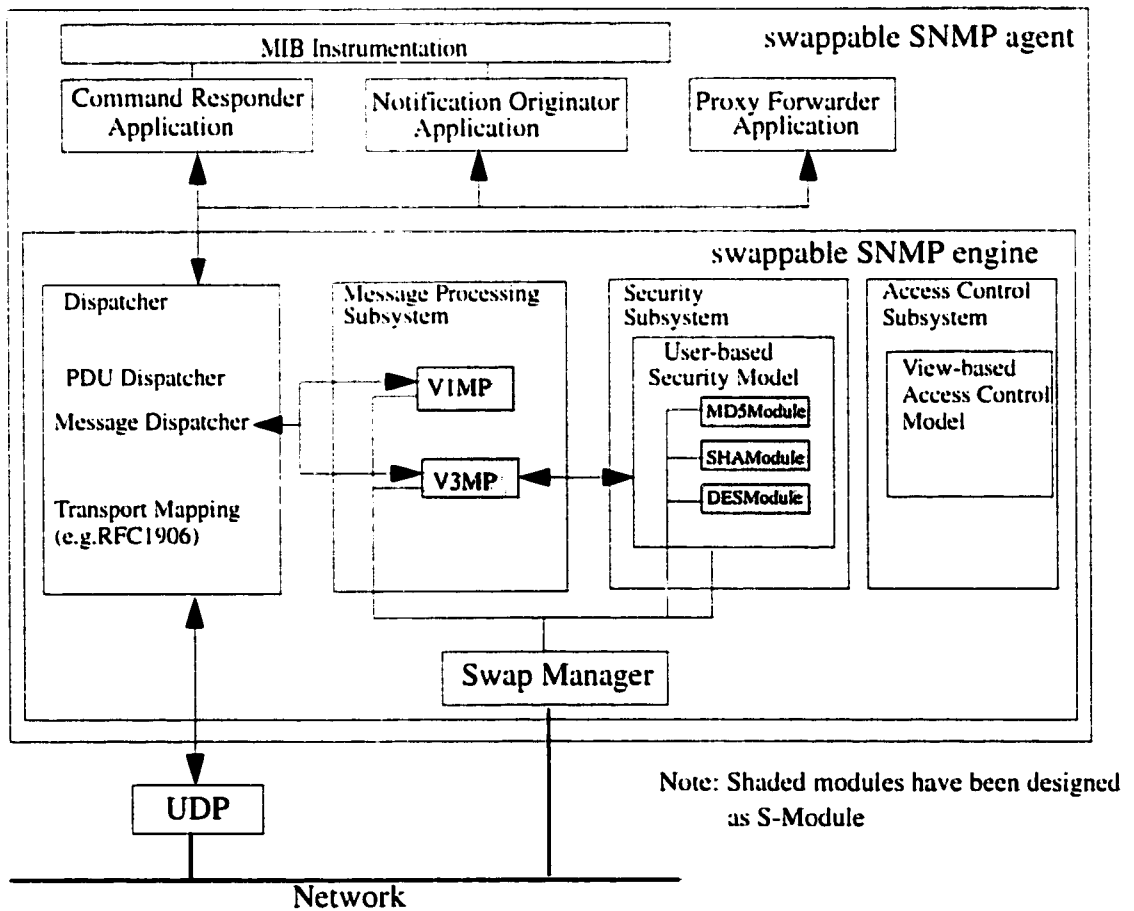 swappable SNMP agent
MIB Instrumentation
Command Responder
Application
Notification Originator
Application
Proxy Forwarder
Application
swappable SNMP engine
Dispatcher
PDU Dispatcher
Message Dispatcher
Transport Mapping
(e.g.RFC1906)
Message Processing
Subsystem
V1MP
V3MP
Security
Subsystem
User-based
Security Model
MD5Module
SHAModule
DESModule
Access Control
Subsystem
View-based
Access Control
Model
Swap Manager
UDP
Note: Shaded modules have been designed
as S-Module
Network